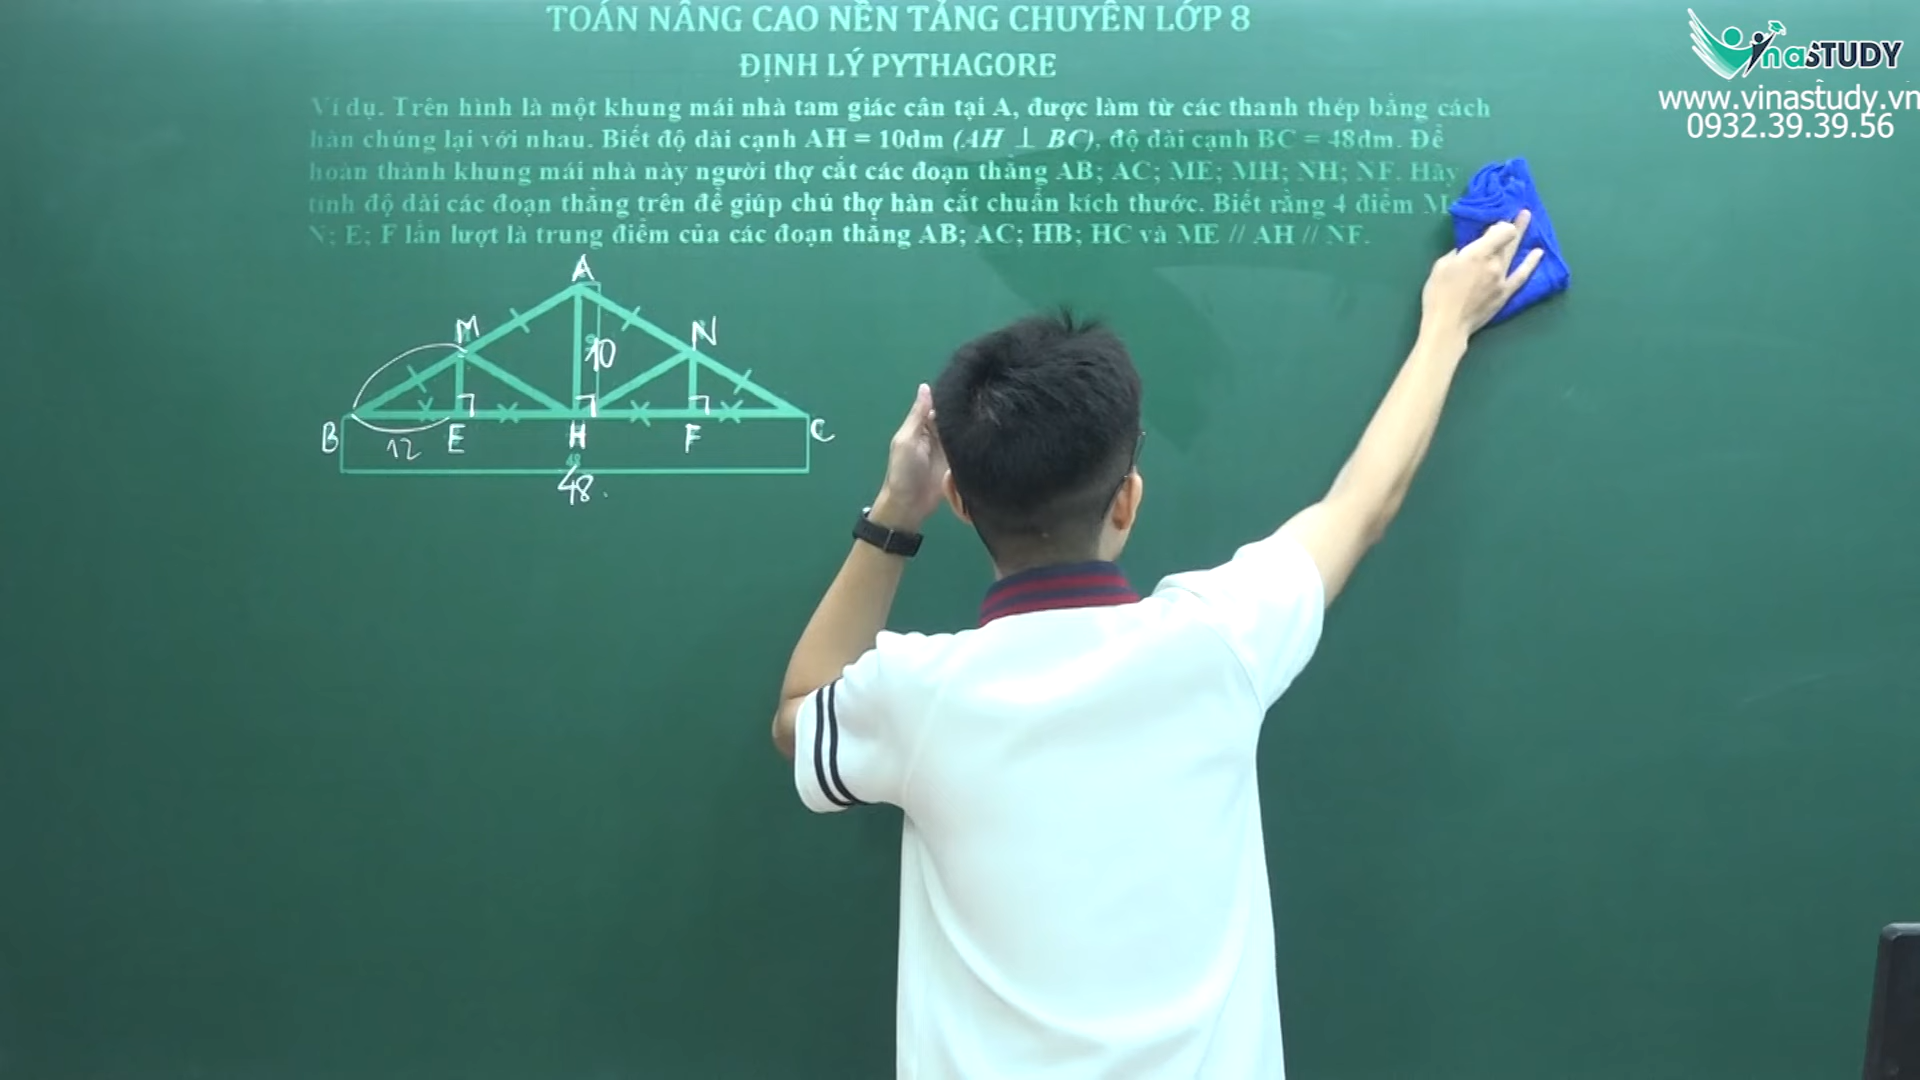 TOÁN NÂNG CAO NỀN TẢNG CHUYÊN LỚP 8
ĐỊNH LÝ PYTHAGORE
Ví dụ. Trên hình là một khung mái nhà tam giác cân tại A, được làm từ các thanh thép bằng cách
hàn chúng lại với nhau. Biết độ dài cạnh AH = 10dm (AH ⊥ BC), độ dài cạnh BC = 48dm. Để
hoàn thành khung mái nhà này người thợ cắt các đoạn thẳng AB; AC; ME; MH; NH; NF. Hãy
tính độ dài các đoạn thẳng trên để giúp chú thợ hàn cắt chuẩn kích thước. Biết rằng 4 điểm M
N; E; F lần lượt là trung điểm của các đoạn thẳng AB; AC; HB; HC và ME // AH // NF.
VinaSTUDY
www.vinastudy.vn
0932.39.39.56
A
M
N
10
B
12
E
H
F
C
48
48.